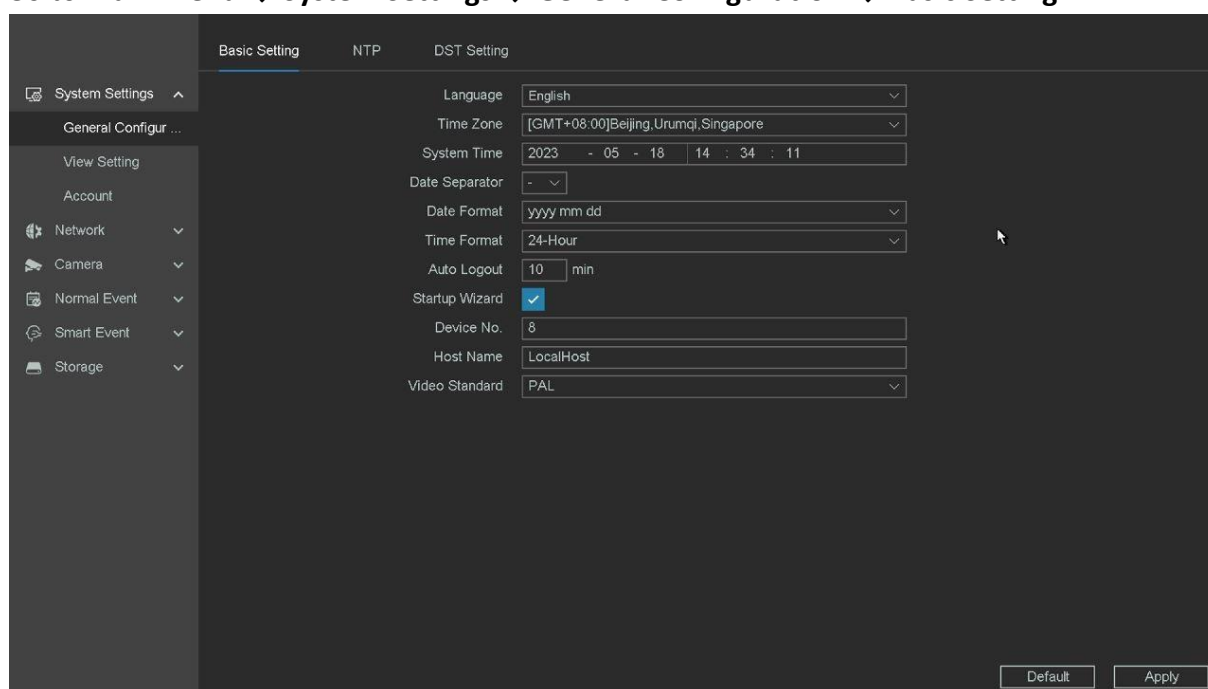 Basic Setting NTP DST Setting
System Settings
General Configur ...
View Setting
Account
Network
Camera
Normal Event
Smart Event
Storage
Language English
Time Zone [GMT+08:00]Beijing,Urumqi,Singapore
System Time 2023 - 05 - 18 14 : 34 : 11
Date Separator -
Date Format yyyy mm dd
Time Format 24-Hour
Auto Logout 10 min
Startup Wizard
Device No. 8
Host Name LocalHost
Video Standard PAL
Default Apply